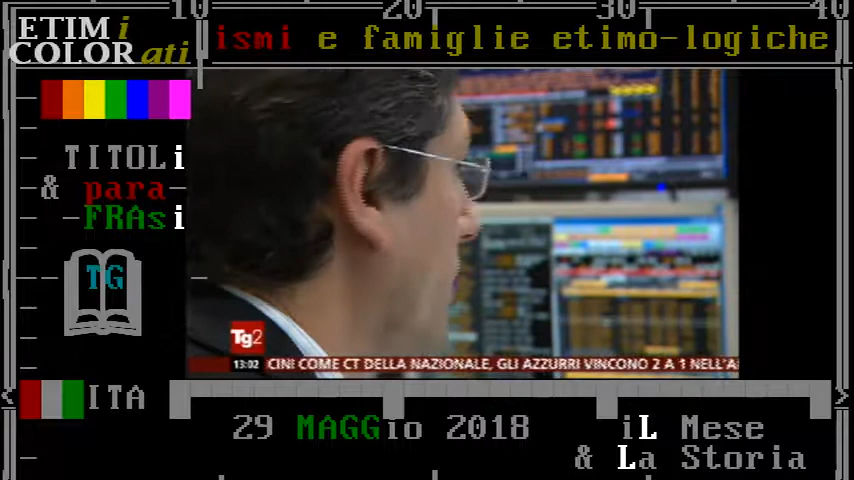 10 20 30 40
ETIMi
COLORati
ismi e famiglie etimo-logiche
TITOLi
& para-
-FRAsi
TG
Tg2
13:02 CINI COME CT DELLA NAZIONALE, GLI AZZURRI VINCONO 2 A 1 NELL'A
ITA
29 MAGGio 2018
iL Mese
& La Storia